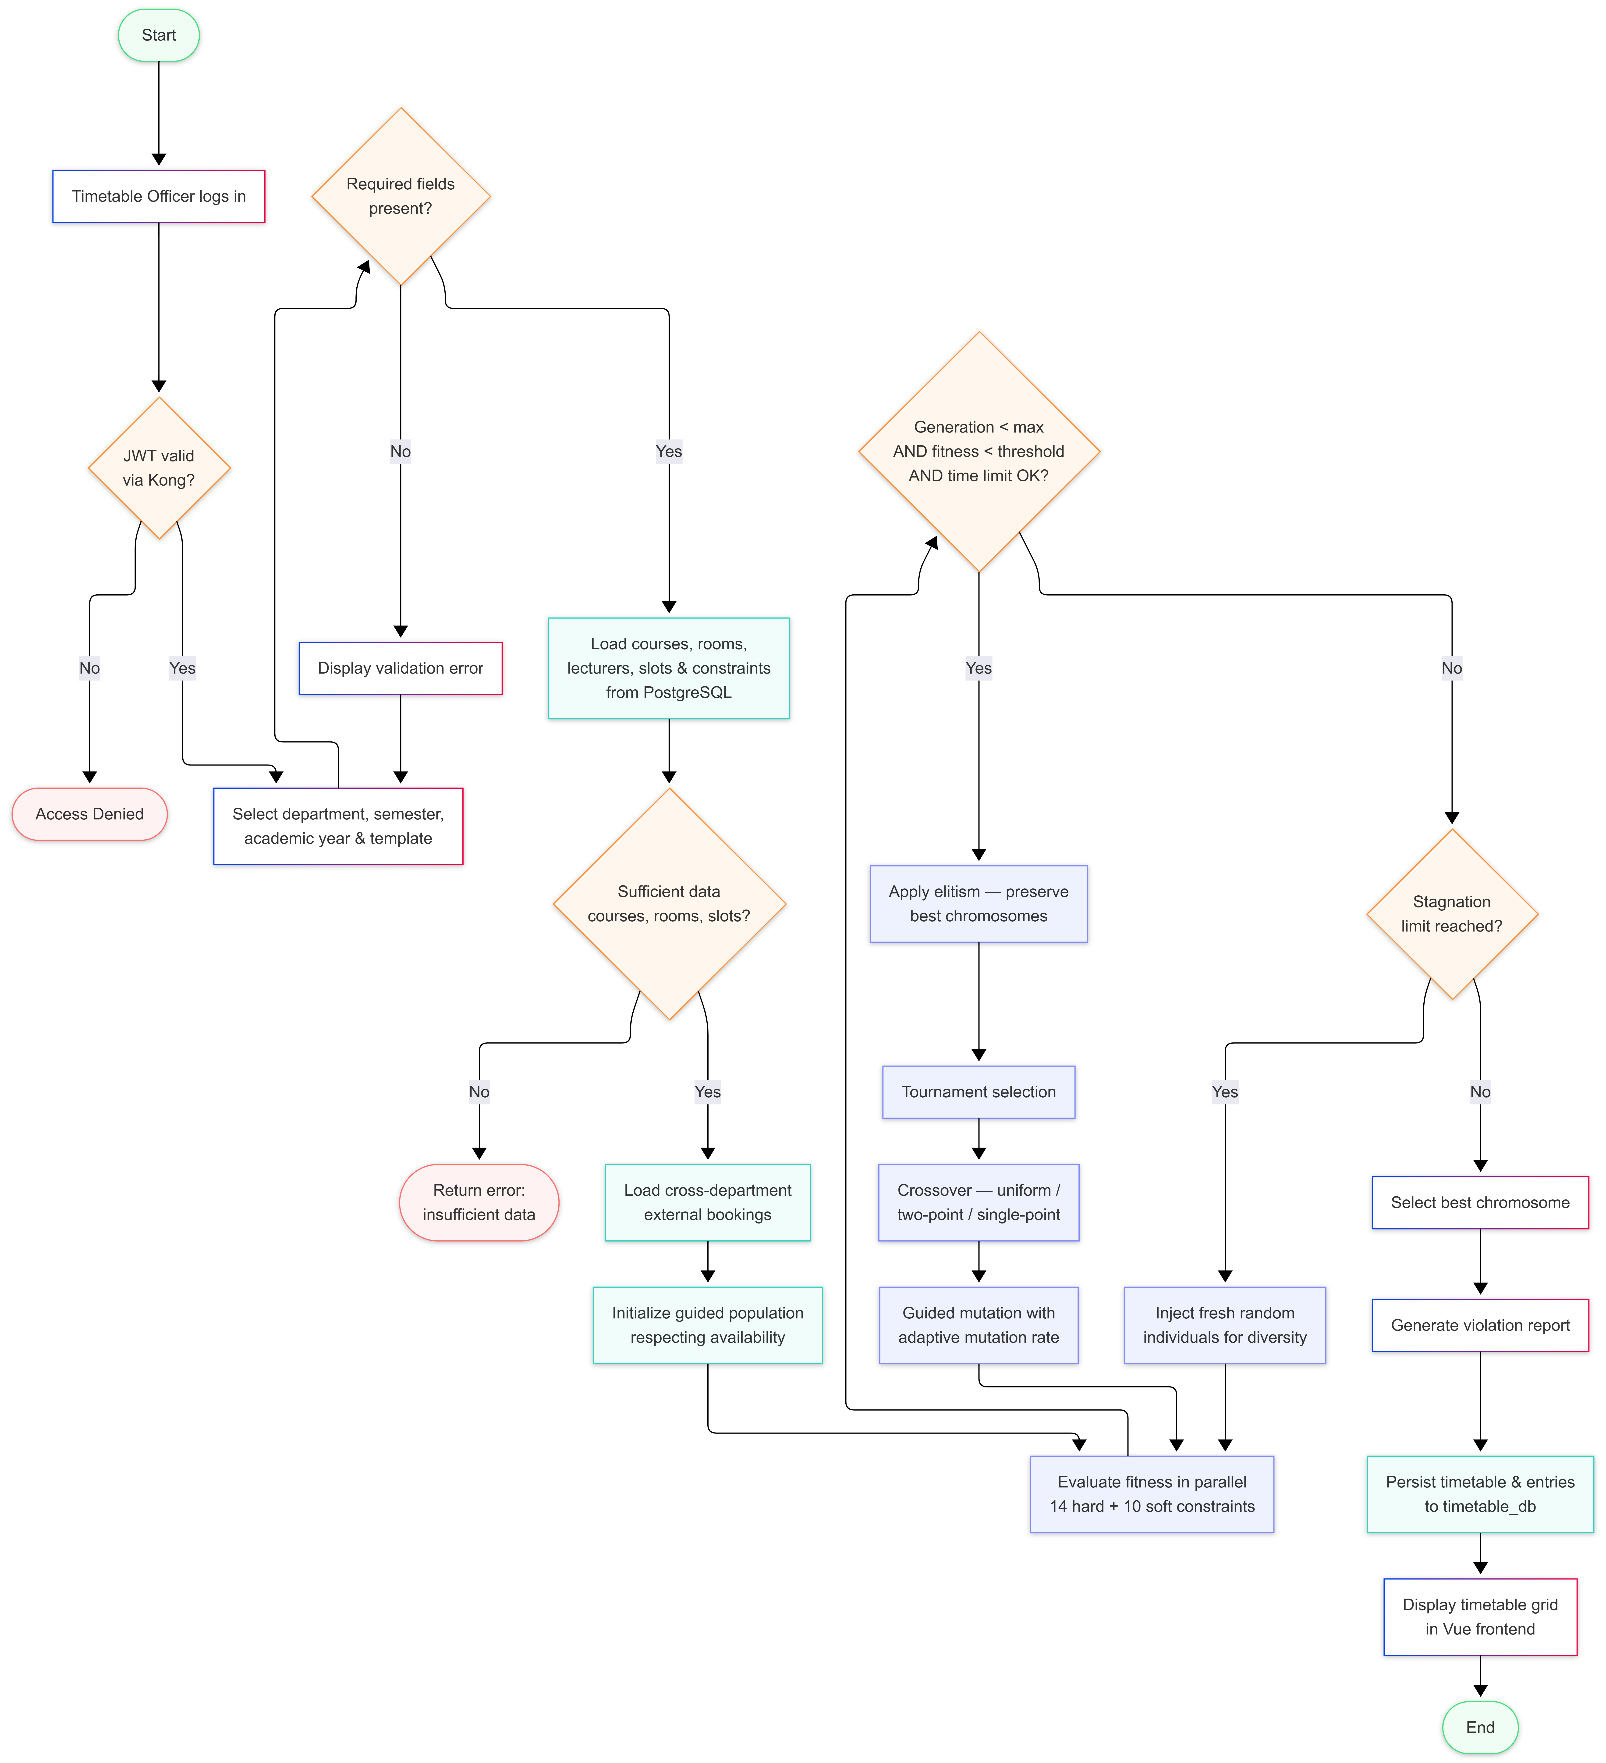 Start
Timetable Officer logs in
JWT valid
via Kong?
No
Yes
Access Denied
Select department, semester,
academic year & template
Required fields
present?
No
Yes
Display validation error
Load courses, rooms,
lecturers, slots & constraints
from PostgreSQL
Sufficient data
courses, rooms, slots?
No
Yes
Return error:
insufficient data
Load cross-department
external bookings
Initialize guided population
respecting availability
Generation < max
AND fitness < threshold
AND time limit OK?
Yes
No
Apply elitism — preserve
best chromosomes
Tournament selection
Crossover — uniform /
two-point / single-point
Guided mutation with
adaptive mutation rate
Stagnation
limit reached?
Yes
No
Inject fresh random
individuals for diversity
Evaluate fitness in parallel
14 hard + 10 soft constraints
Select best chromosome
Generate violation report
Persist timetable & entries
to timetable_db
Display timetable grid
in Vue frontend
End